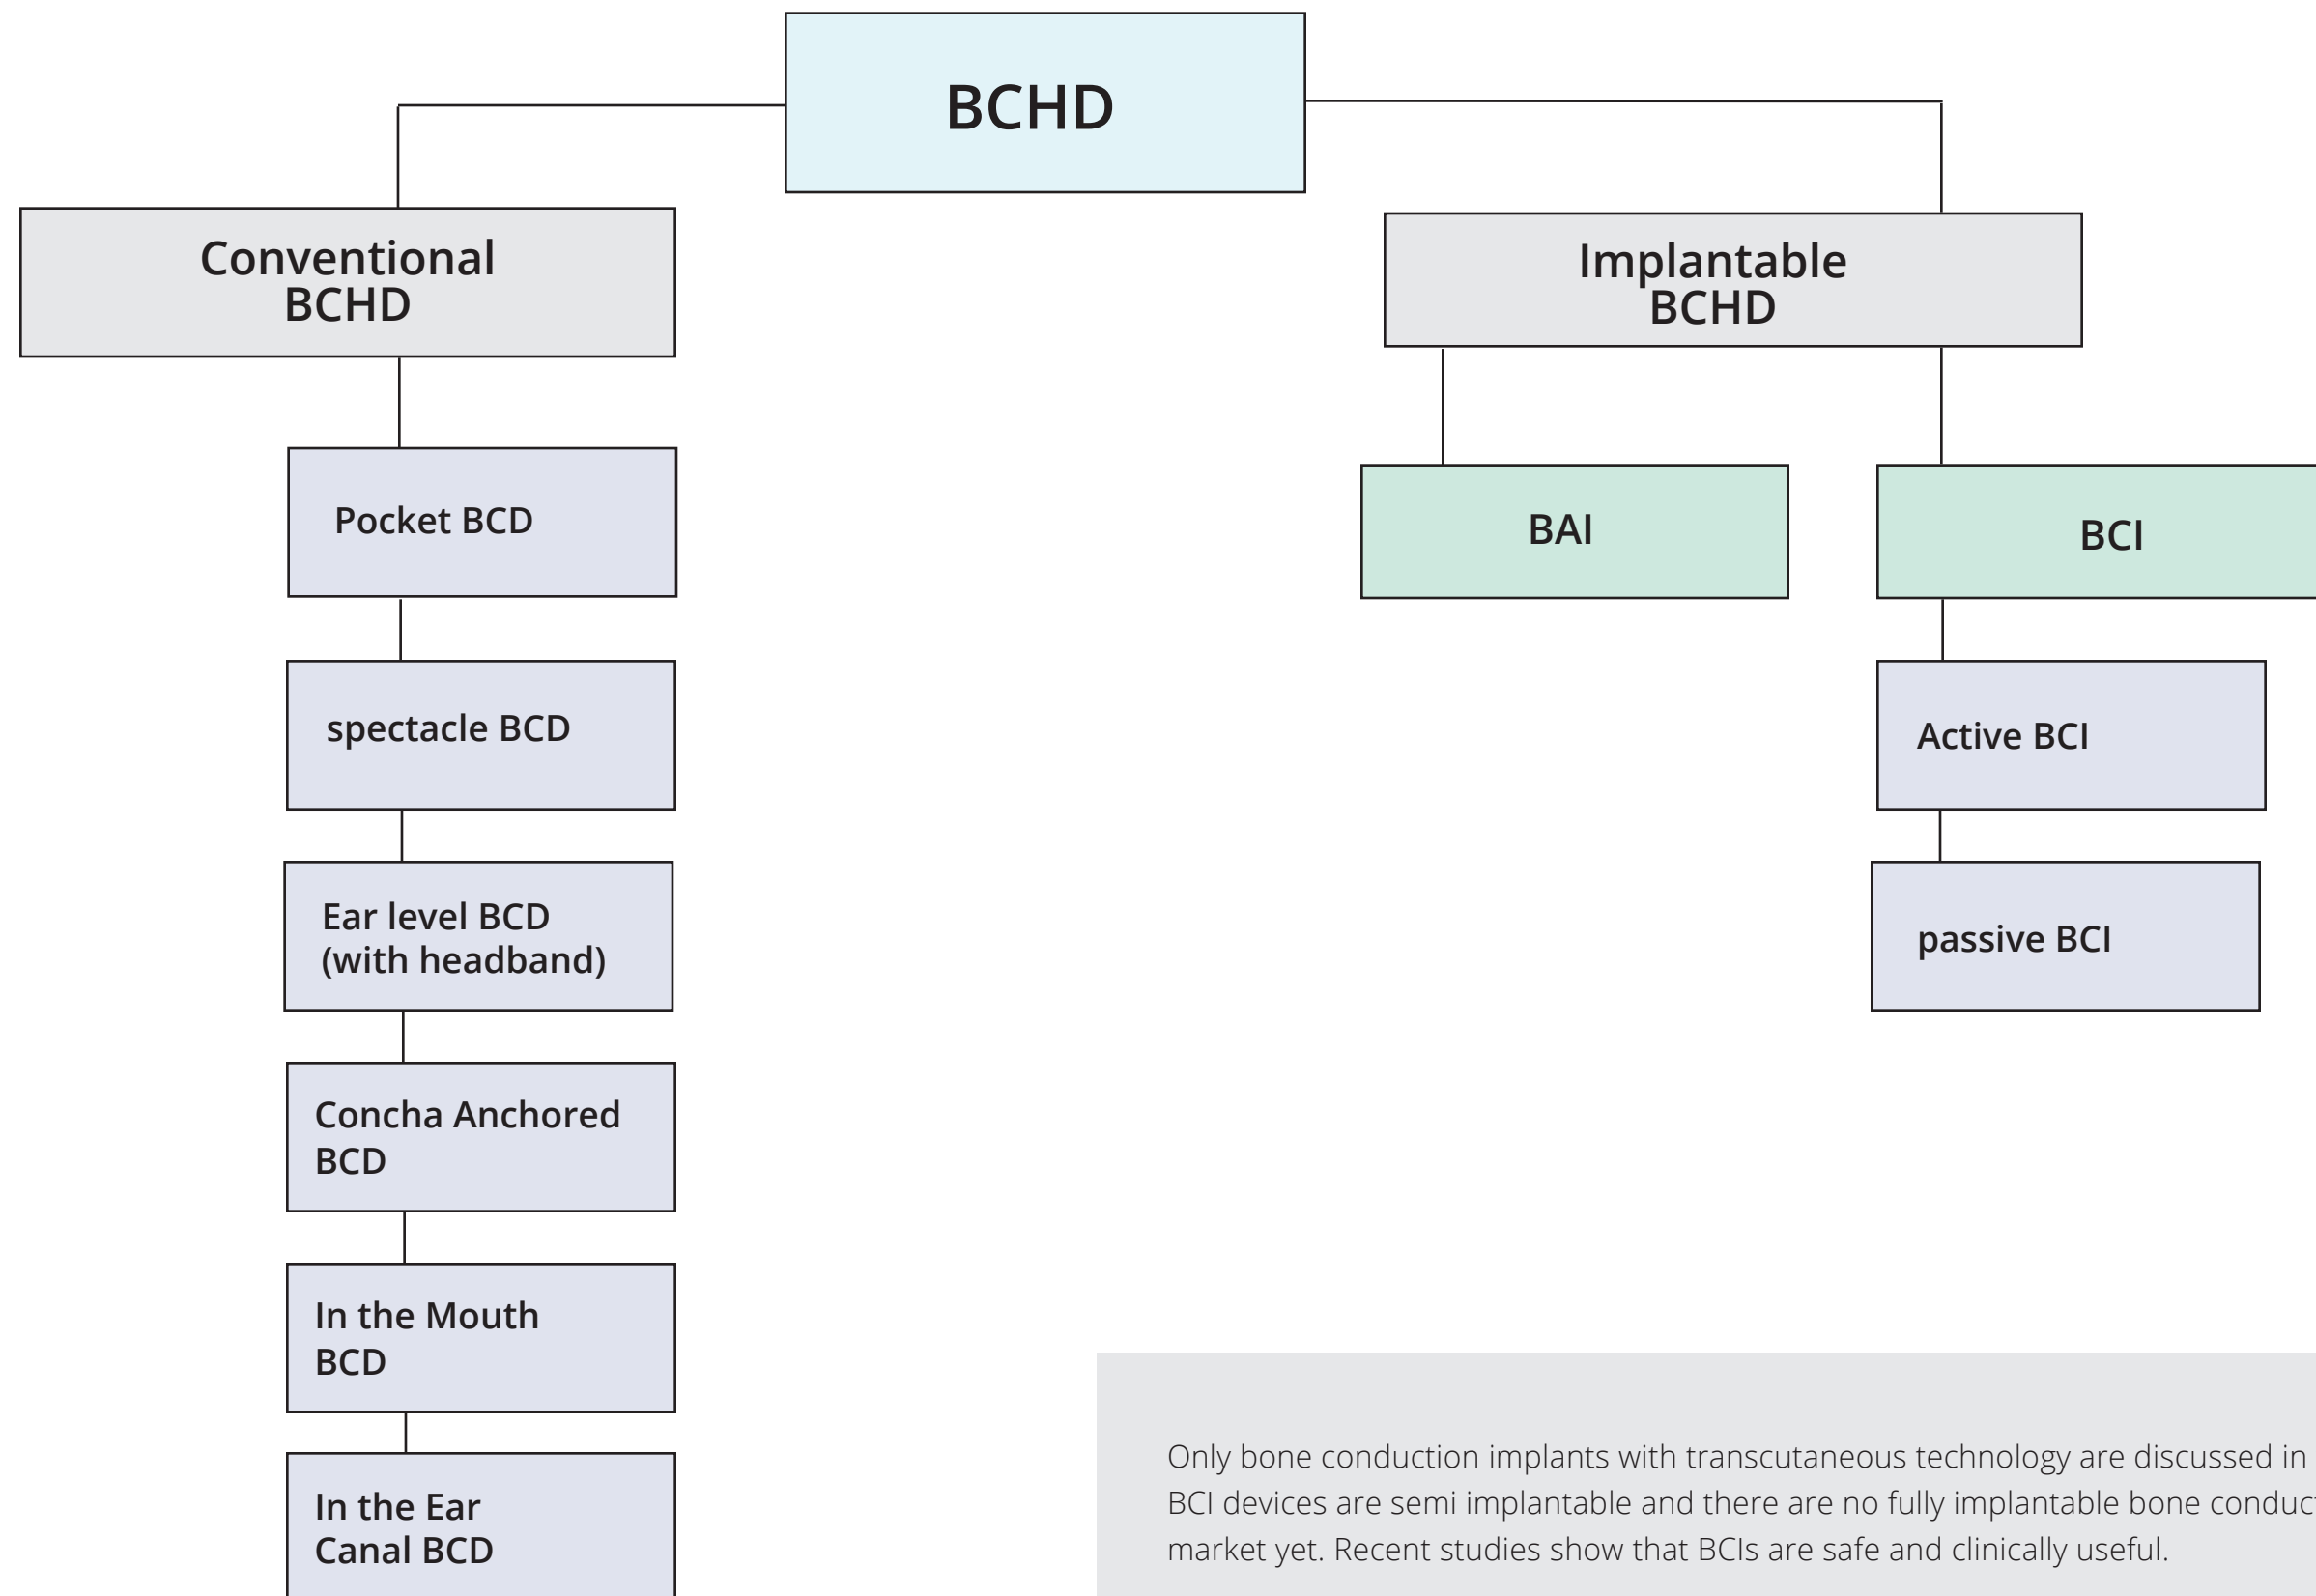 BCHD
Conventional
BCHD
Implantable
BCHD
Pocket BCD
BAI
BCI
spectacle BCD
Active BCI
Ear level BCD
(with headband)
passive BCI
Concha Anchored
BCD
In the Mouth
BCD
In the Ear
Canal BCD
Only bone conduction implants with transcutaneous technology are discussed in
BCI devices are semi implantable and there are no fully implantable bone
market yet. Recent studies show that BCIs are safe and clinically useful.